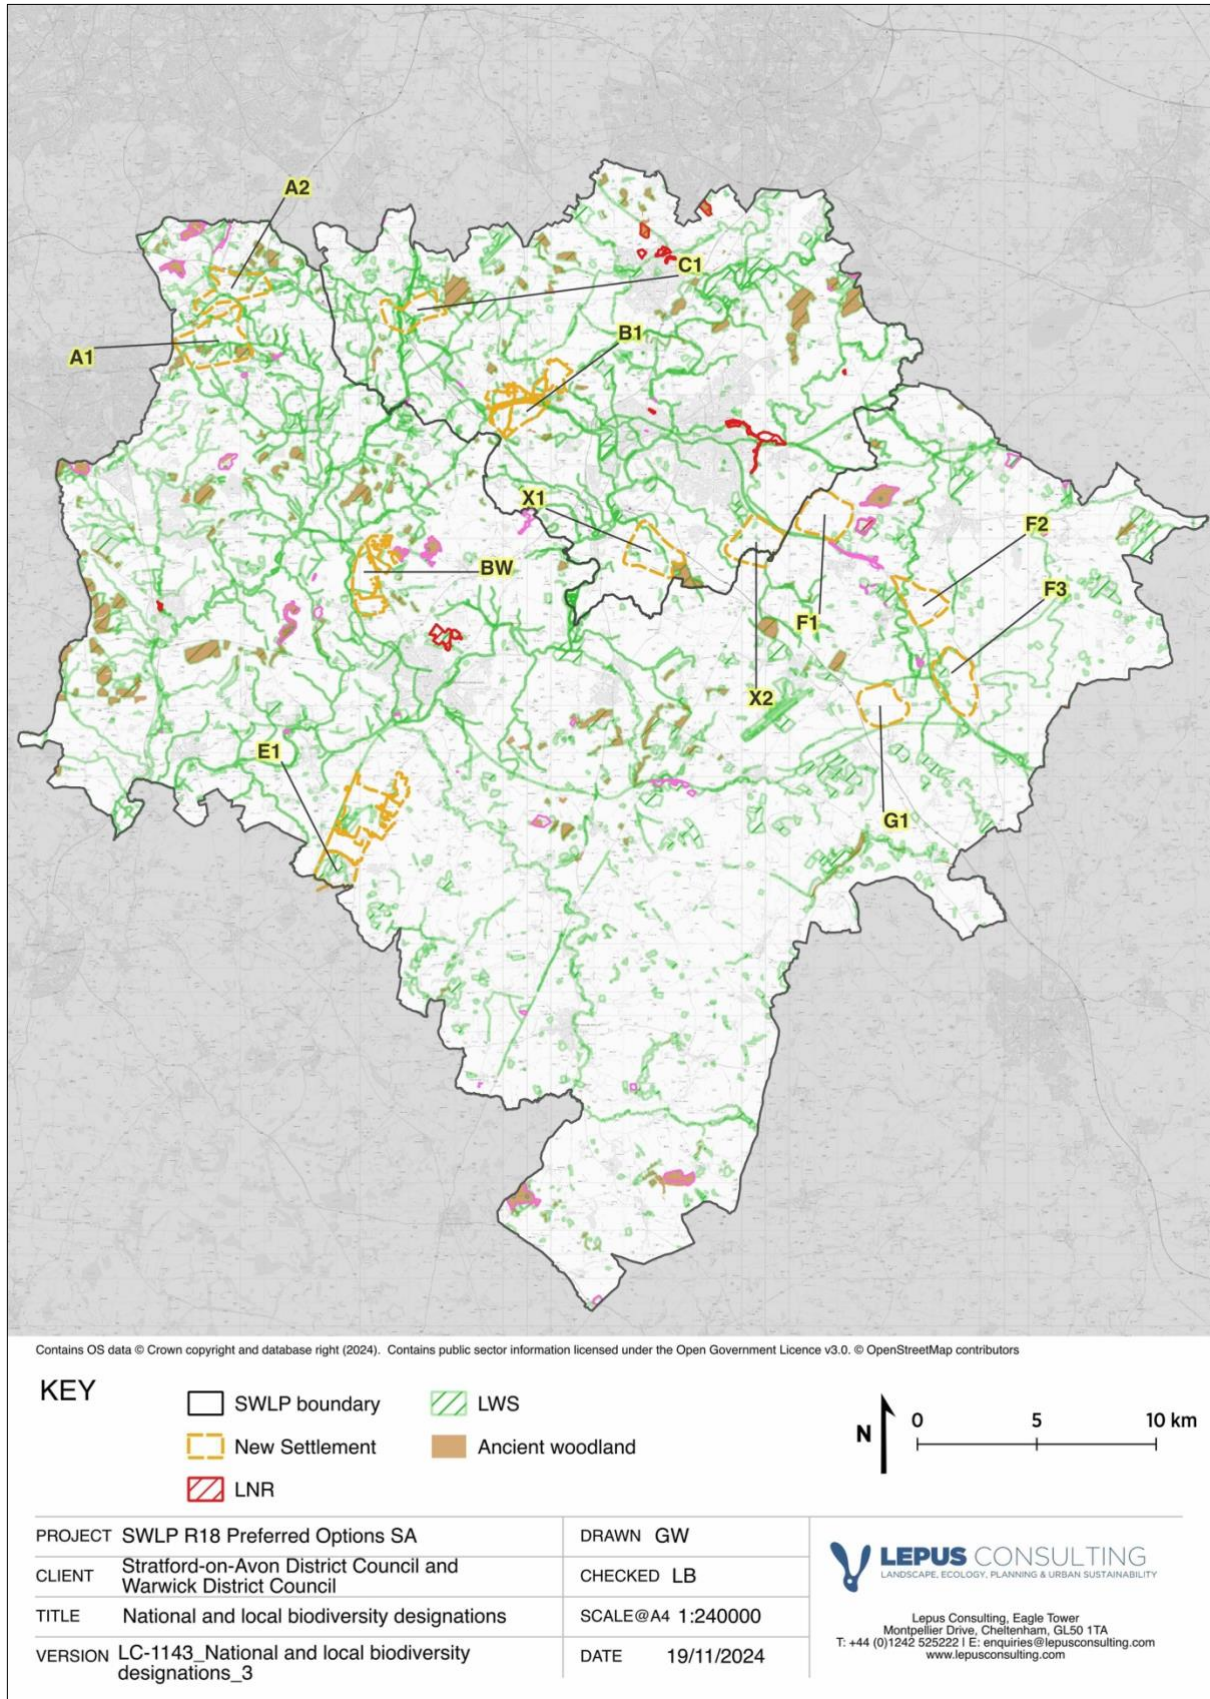 A2
C1
B1
A1
X1
F2
BW
F3
F1
X2
E1
G1
Contains OS data © Crown copyright and database right (2024). Contains public sector information licensed under the Open Government Licence v3.0. © OpenStreetMap contributors
KEY
SWLP boundary
LWS
New Settlement
Ancient woodland
LNR
N
0 5 10 km
PROJECT SWLP R18 Preferred Options SA
CLIENT Stratford-on-Avon District Council and
Warwick District Council
TITLE National and local biodiversity designations
VERSION LC-1143_National and local biodiversity
designations_3
DRAWN GW
CHECKED LB
SCALE@A4 1:240000
DATE 19/11/2024
LEPUS CONSULTING
LANDSCAPE, ECOLOGY, PLANNING & URBAN SUSTAINABILITY
Lepus Consulting, Eagle Tower
Montpellier Drive, Cheltenham, GL50 1TA
T: +44 (0)1242 525222 | E: enquiries@lepusconsulting.com
www.lepusconsulting.com